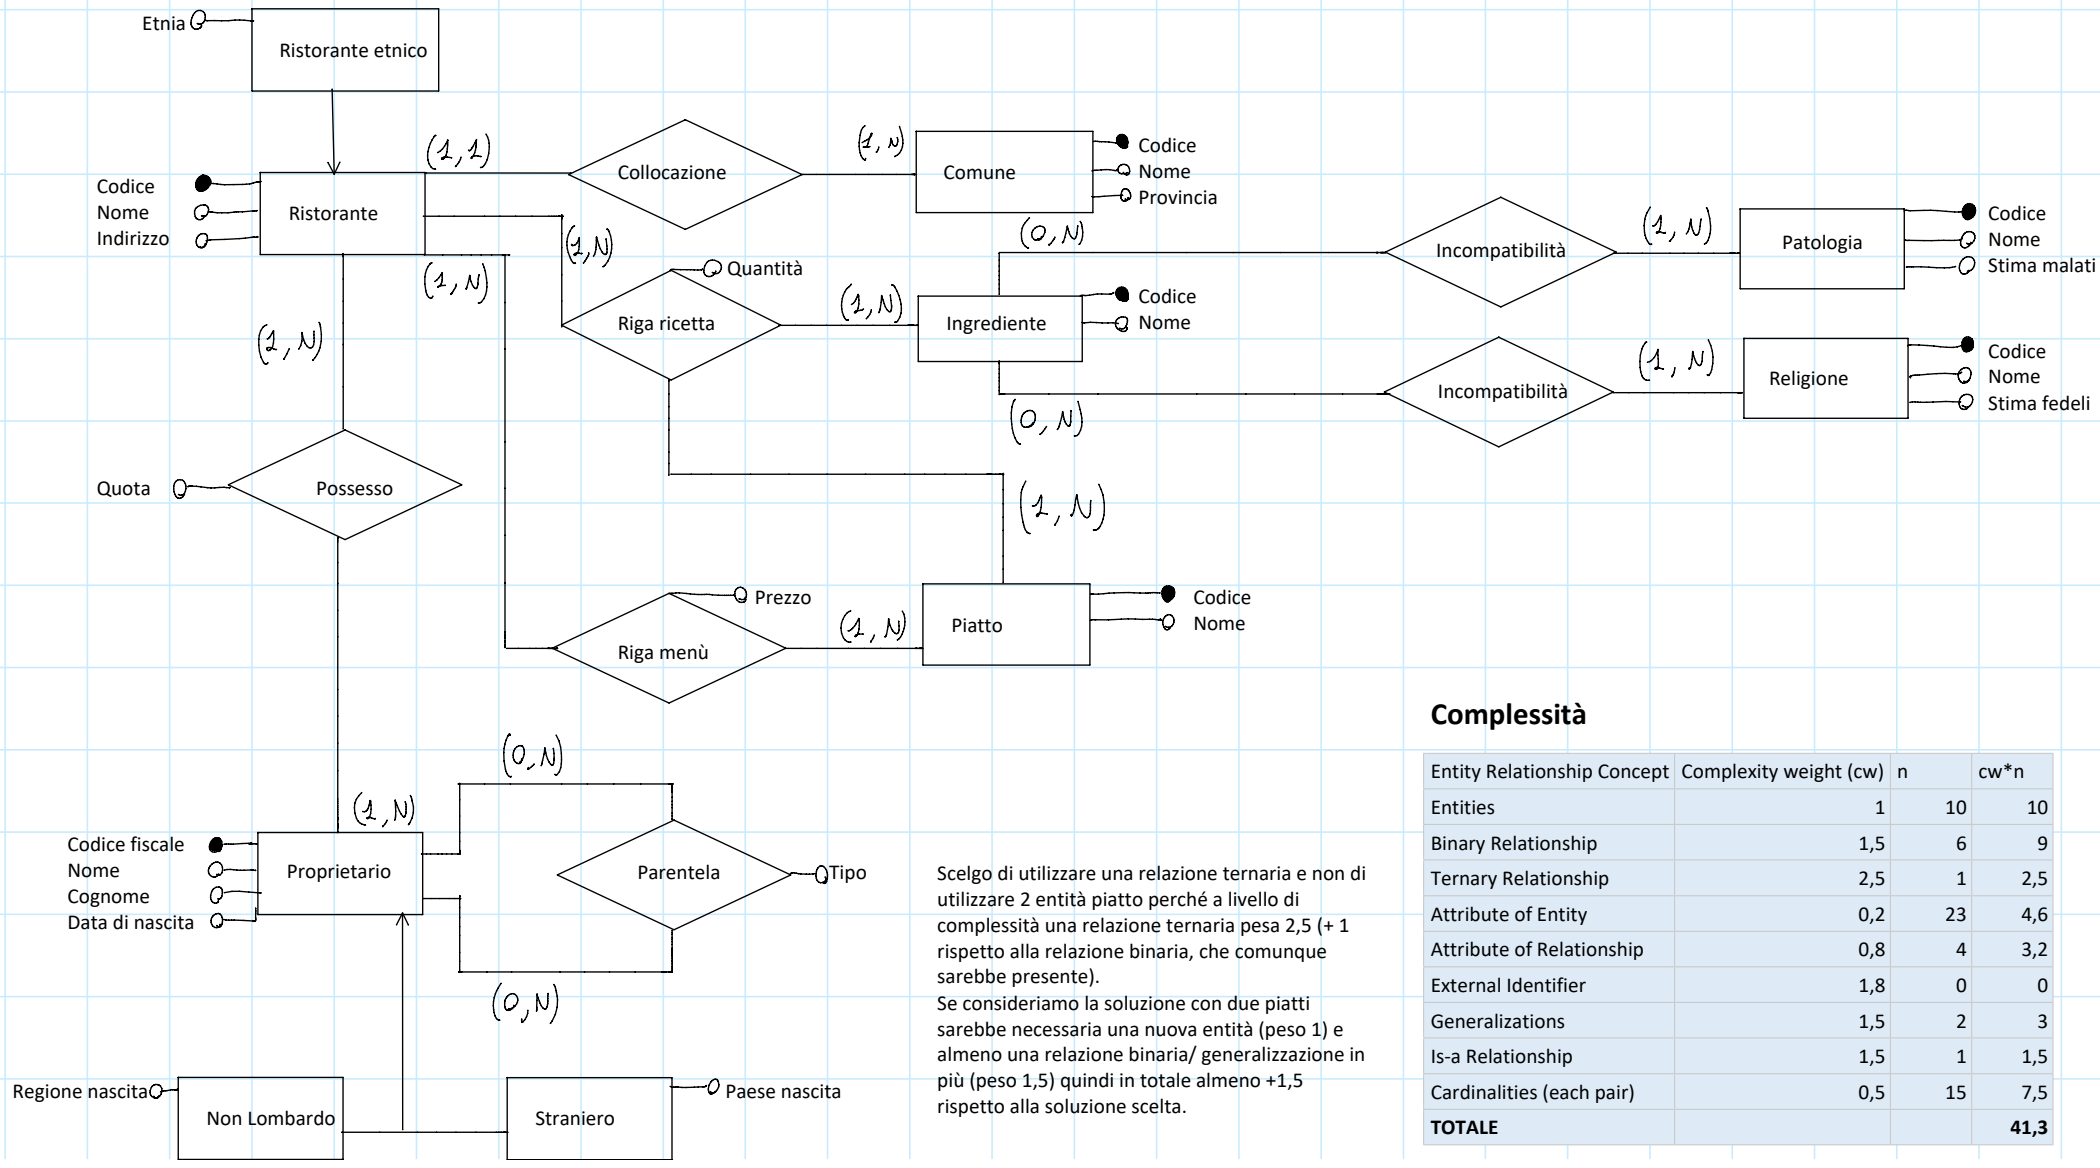 Etnia
Ristorante etnico
(1,1)
Collocazione
(1,N)
Comune
Codice
Nome
Provincia
Codice
Nome
Indirizzo
Ristorante
(1,N)
(1,N)
Quantità
Riga ricetta
(1,N)
Ingrediente
Codice
Nome
(0,N)
Incompatibilità
(1,N)
Patologia
Codice
Nome
Stima malati
(0,N)
Incompatibilità
(1,N)
Religione
Codice
Nome
Stima fedeli
(1,N)
Quota
Possesso
(1,N)
Prezzo
Riga menù
(1,N)
Piatto
Codice
Nome
(1,N)
Codice fiscale
Nome
Cognome
Data di nascita
Proprietario
(0,N)
Parentela
Tipo
(0,N)
Regione nascita
Non Lombardo
Straniero
Paese nascita
Scelgo di utilizzare una relazione ternaria e non di
utilizzare 2 entità piatto perché a livello di
complessità una relazione ternaria pesa 2,5 (+ 1
rispetto alla relazione binaria, che comunque
sarebbe presente).
Se consideriamo la soluzione con due piatti
sarebbe necessaria una nuova entità (peso 1) e
almeno una relazione binaria/ generalizzazione in
più (peso 1,5) quindi in totale almeno +1,5
rispetto alla soluzione scelta.
Complessità
Entity Relationship Concept Complexity weight (cw) n cw*n
Entities 1 10 10
Binary Relationship 1,5 6 9
Ternary Relationship 2,5 1 2,5
Attribute of Entity 0,2 23 4,6
Attribute of Relationship 0,8 4 3,2
External Identifier 1,8 0 0
Generalizations 1,5 2 3
Is-a Relationship 1,5 1 1,5
Cardinalities (each pair) 0,5 15 7,5
TOTALE 41,3